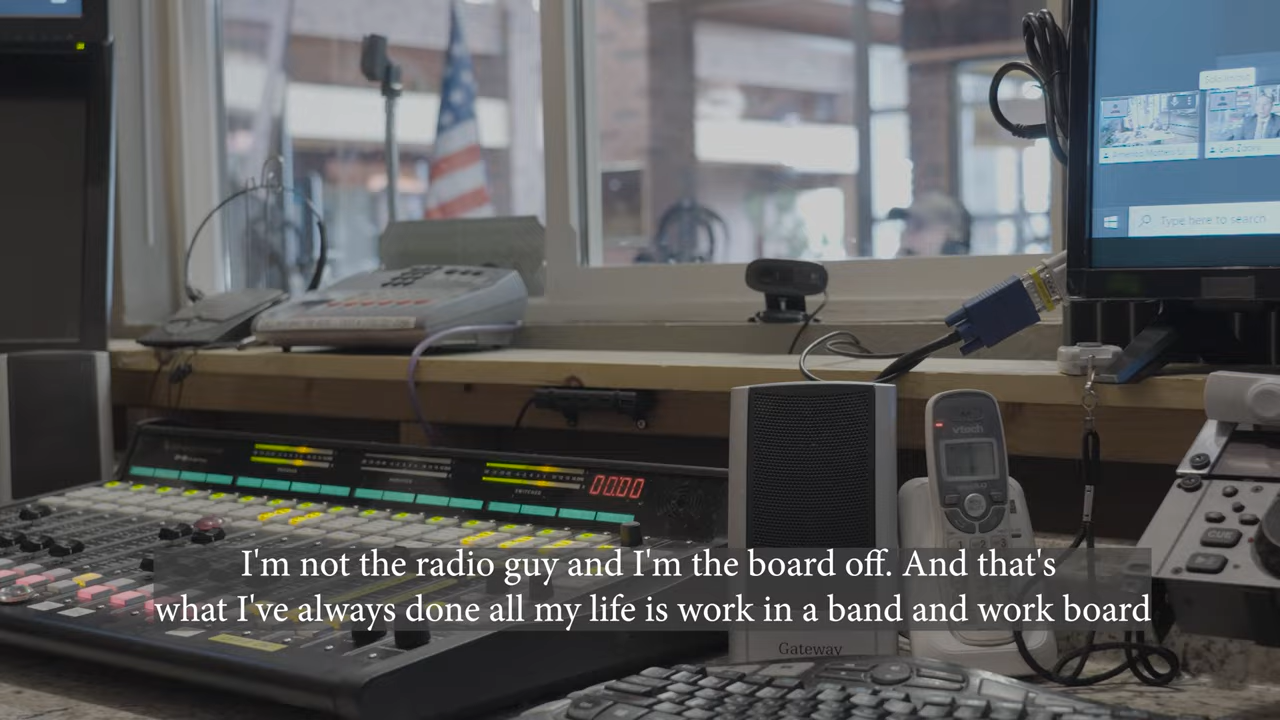 Type here to search
vtech
00:00
CUE
I'm not the radio guy and I'm the board off. And that's
what I've always done all my life is work in a band and work board
Gateway